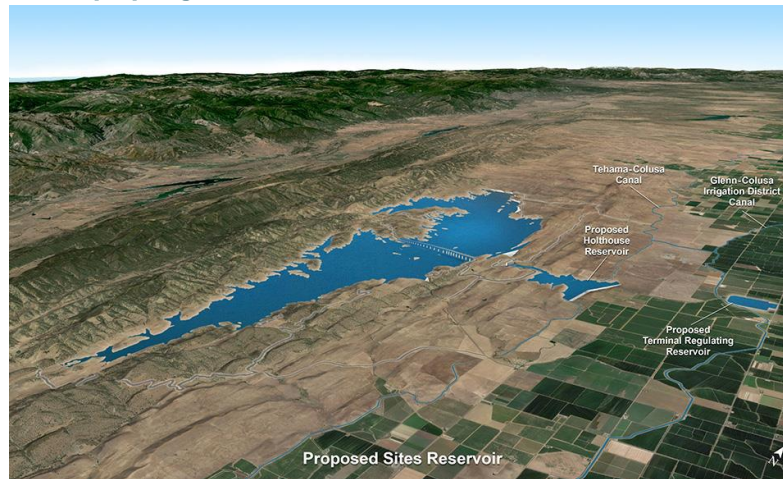 Tehama-Colusa
Canal
Glenn-Colusa
Irrigation District
Canal
Proposed
Holthouse
Reservoir
Proposed
Terminal Regulating
Reservoir
Proposed Sites Reservoir
N